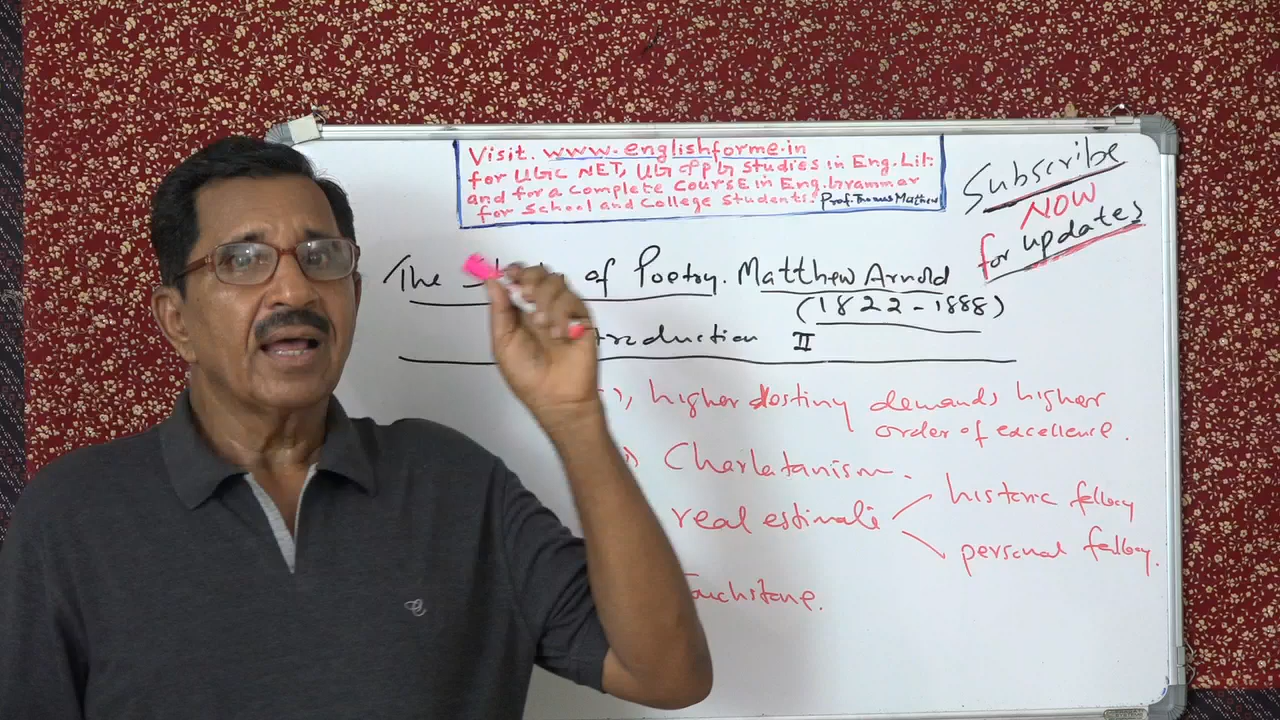 Visit. www.englishforme.in
for UGC NET, UG & PG studies in Eng. Lit:
and for a Complete Course in Eng. Grammar
for School and College Students. Prof. Thomas Mathew
Subscribe
NOW
for updates
The of Poetry. Matthew Arnold
(1822-1888)
II
higher destiny demands higher
order of excellence.
Charlatanism.
real estimate
historic fallacy
personal fallacy.
Touchstone.